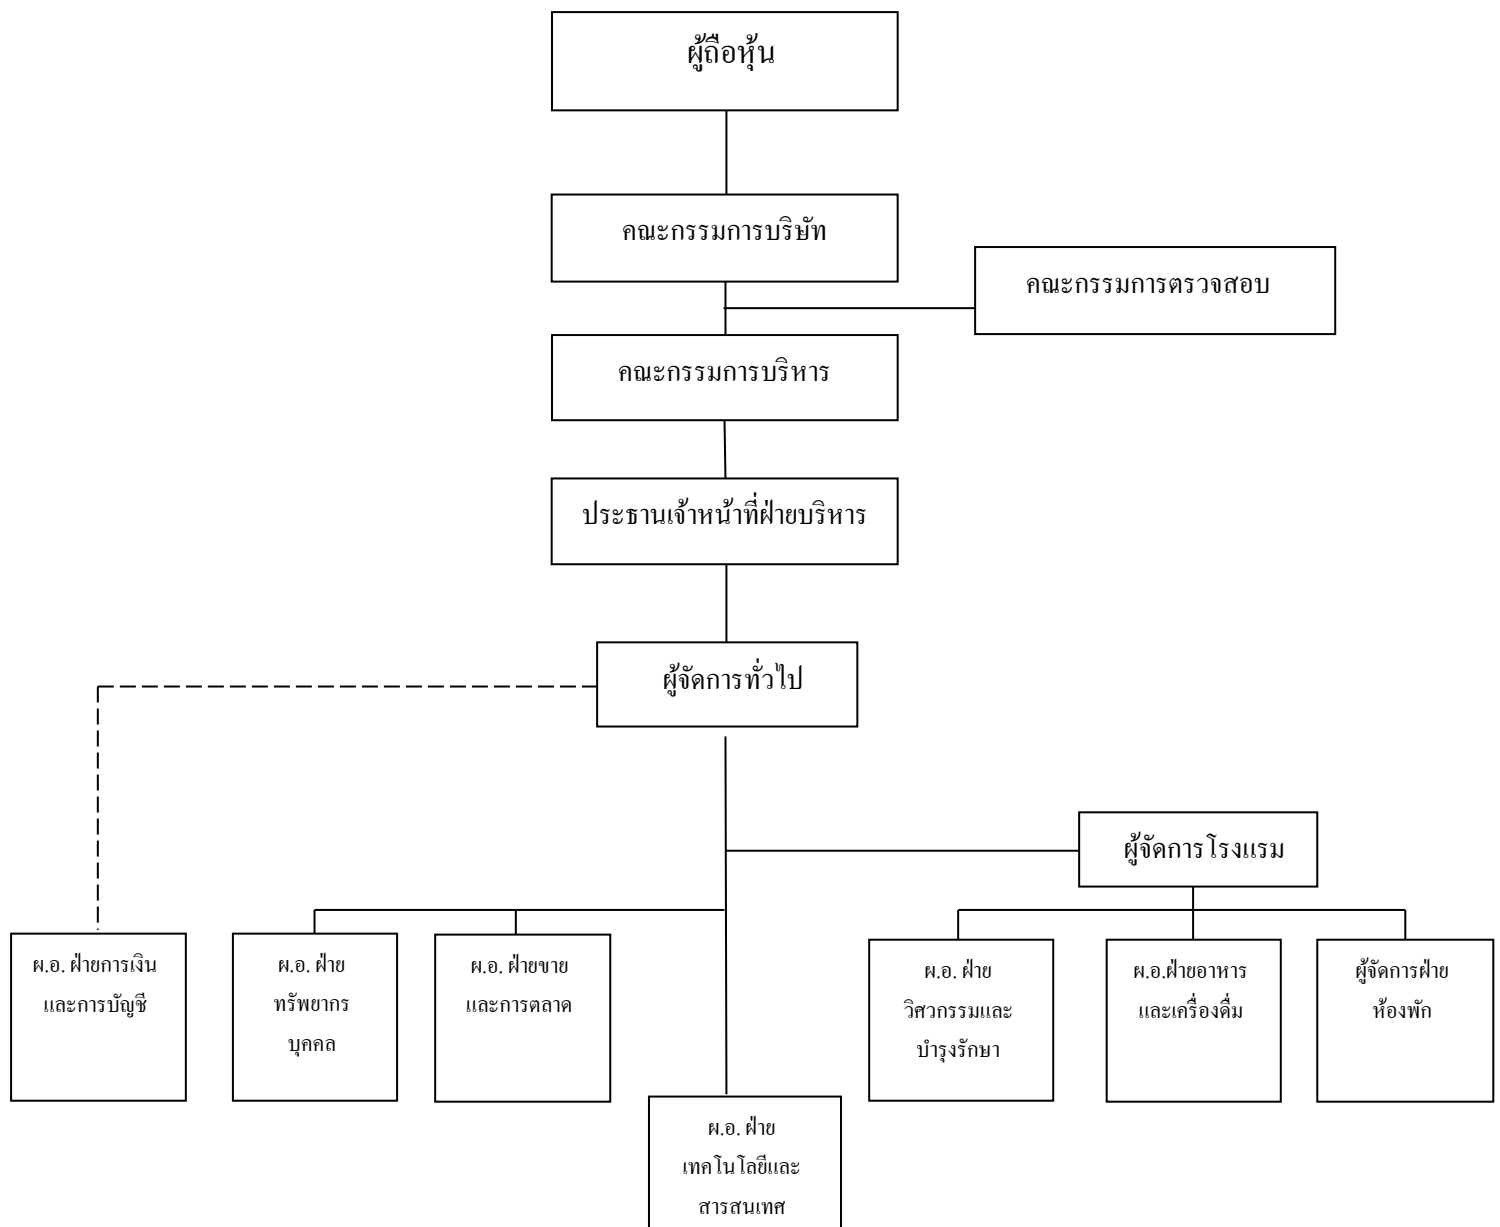 ผู้ถือหุ้น
คณะกรรมการบริษัท
คณะกรรมการตรวจสอบ
คณะกรรมการบริหาร
ประธานเจ้าหน้าที่ฝ่ายบริหาร
ผู้จัดการทั่วไป
ผู้จัดการโรงแรม
ผ.อ. ฝ่ายการเงิน
และการบัญชี
ผ.อ. ฝ่าย
ทรัพยากร
บุคคล
ผ.อ. ฝ่ายขาย
และการตลาด
ผ.อ. ฝ่าย
วิศวกรรมและ
บำรุงรักษา
ผ.อ.ฝ่ายอาหาร
และเครื่องดื่ม
ผู้จัดการฝ่าย
ห้องพัก
ผ.อ. ฝ่าย
เทคโนโลยีและ
สารสนเทศ